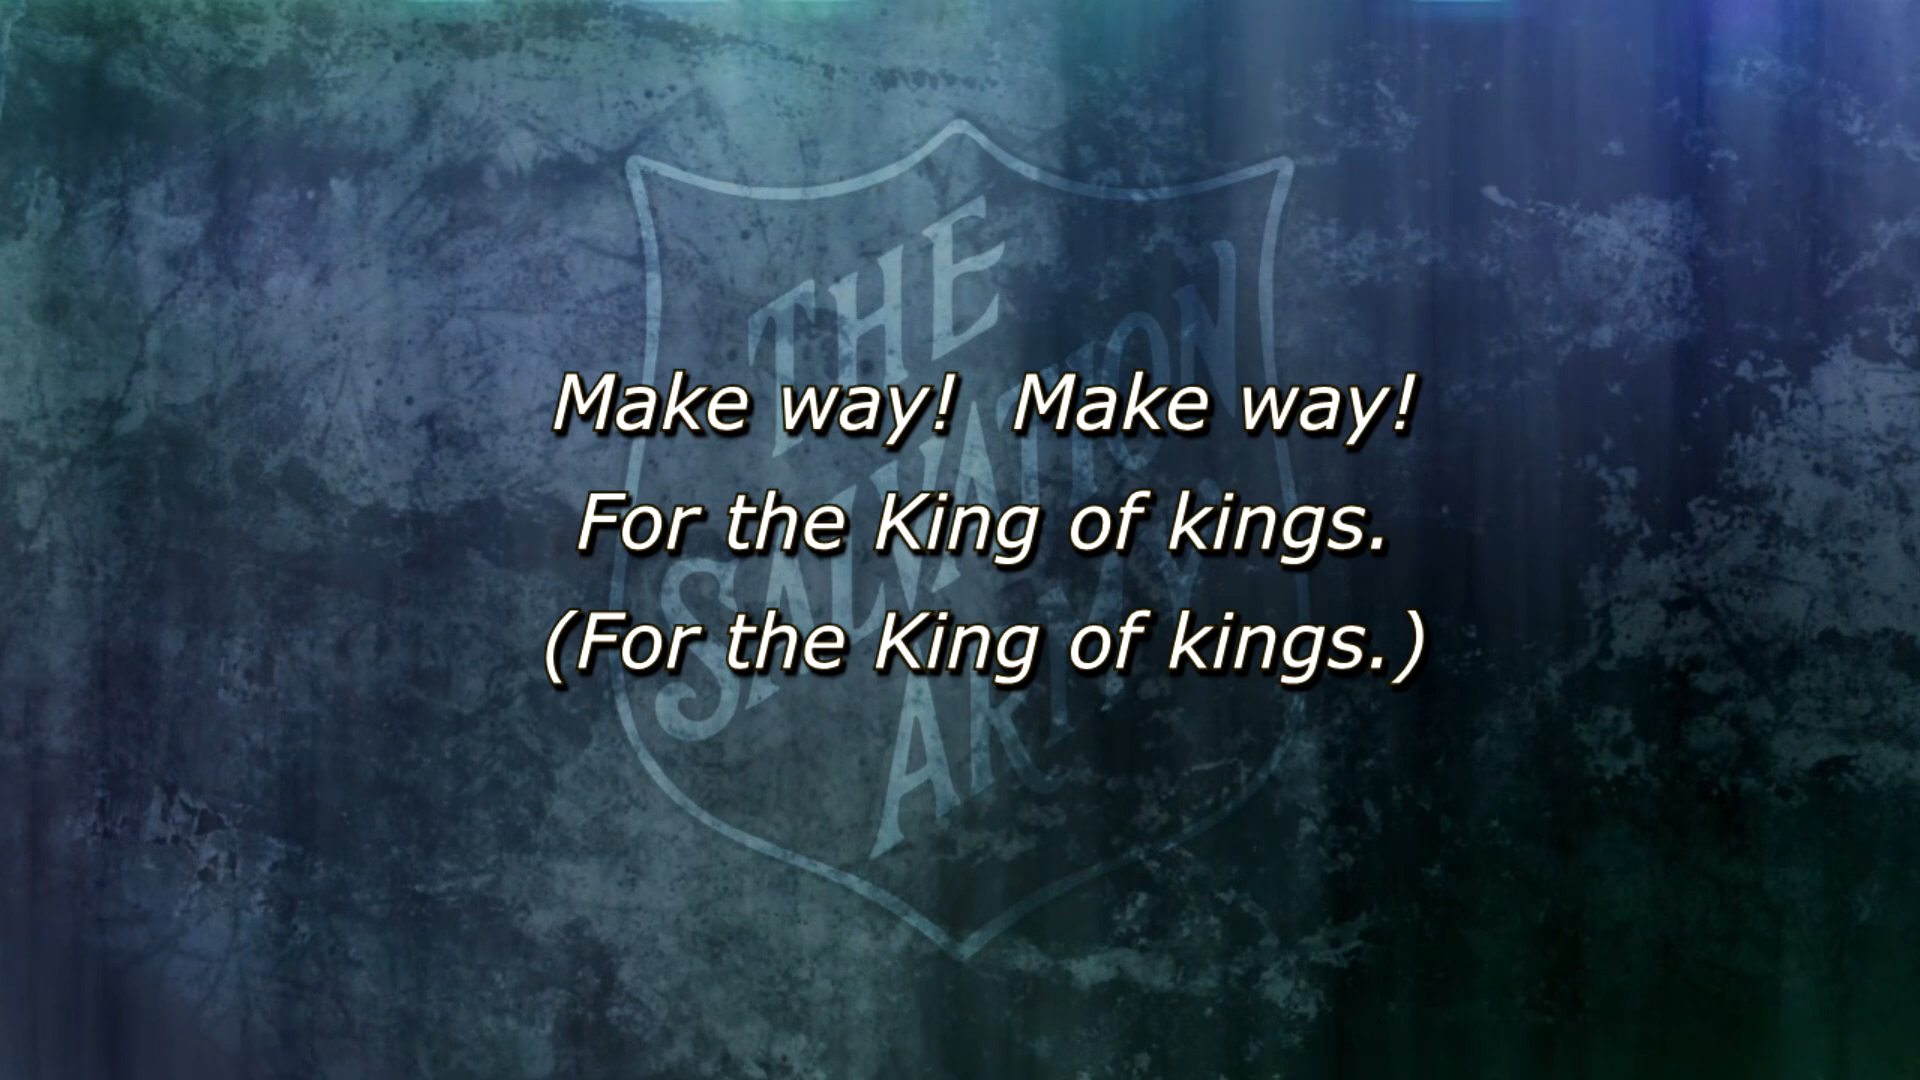 THE
SALVATION
ARMY
Make way!  Make way!
For the King of kings.
(For the King of kings.)